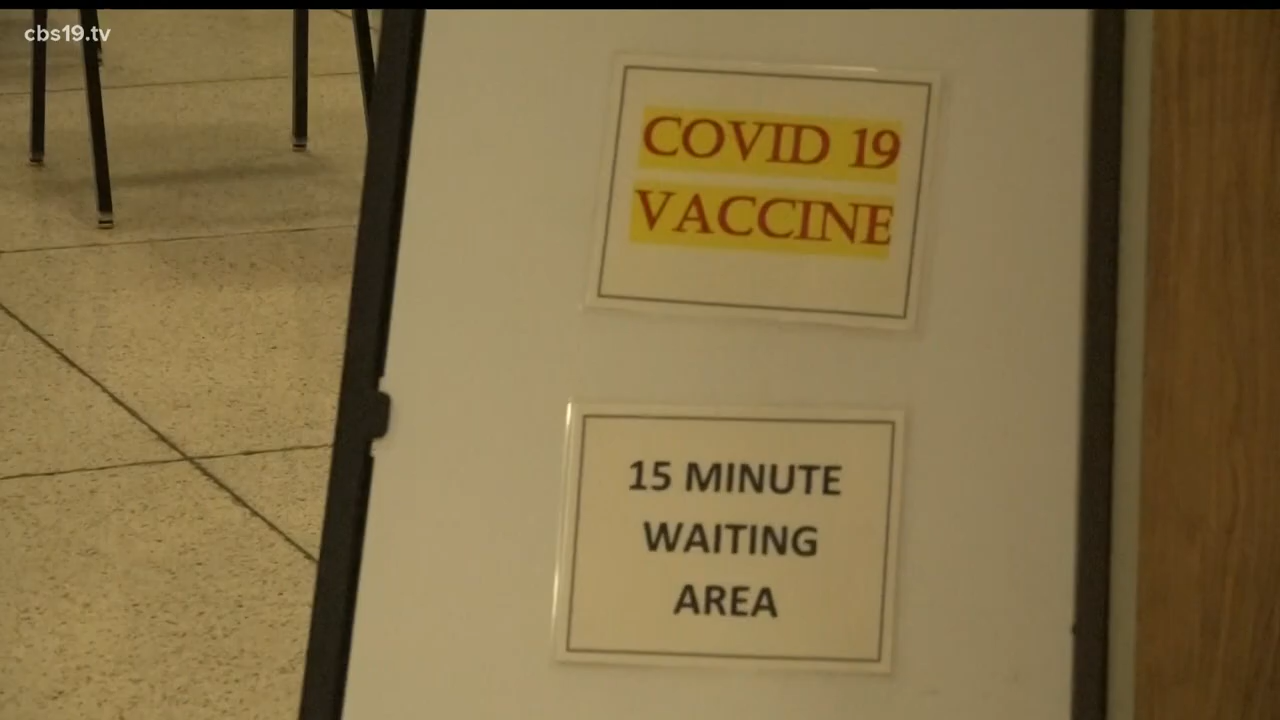 cbs19.tv
COVID 19
VACCINE
15 MINUTE
WAITING
AREA